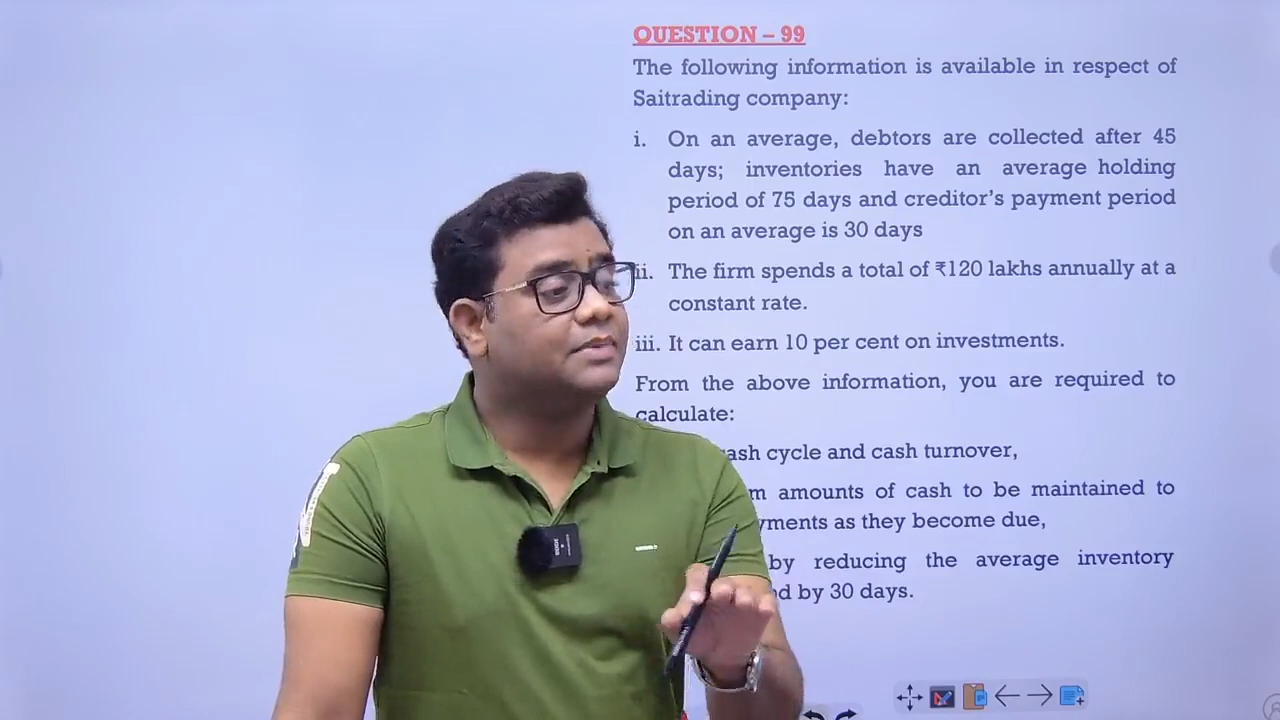 QUESTION – 99
The following information is available in respect of
Saitrading company:
i. On an average, debtors are collected after 45
days; inventories have an average holding
period of 75 days and creditor's payment period
on an average is 30 days
ii. The firm spends a total of ₹120 lakhs annually at a
constant rate.
iii. It can earn 10 per cent on investments.
From the above information, you are required to
calculate:
cash cycle and cash turnover,
amounts of cash to be maintained to
as they become due,
by reducing the average inventory
by 30 days.